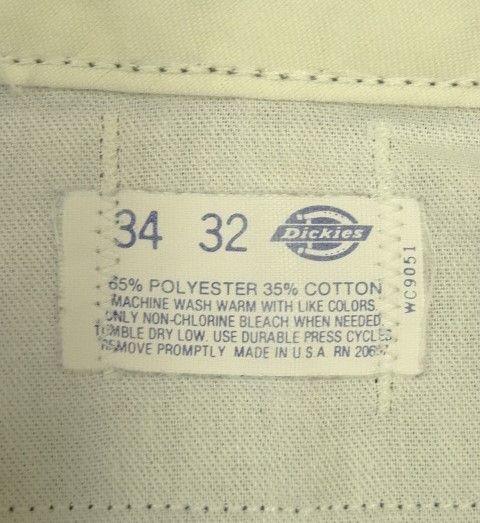 34 32 Dickies
65% POLYESTER 35% COTTON
MACHINE WASH WARM WITH LIKE COLORS.
ONLY NON-CHLORINE BLEACH WHEN NEEDED.
TUMBLE DRY LOW. USE DURABLE PRESS CYCLES
REMOVE PROMPTLY MADE IN U S A RN
WC9051